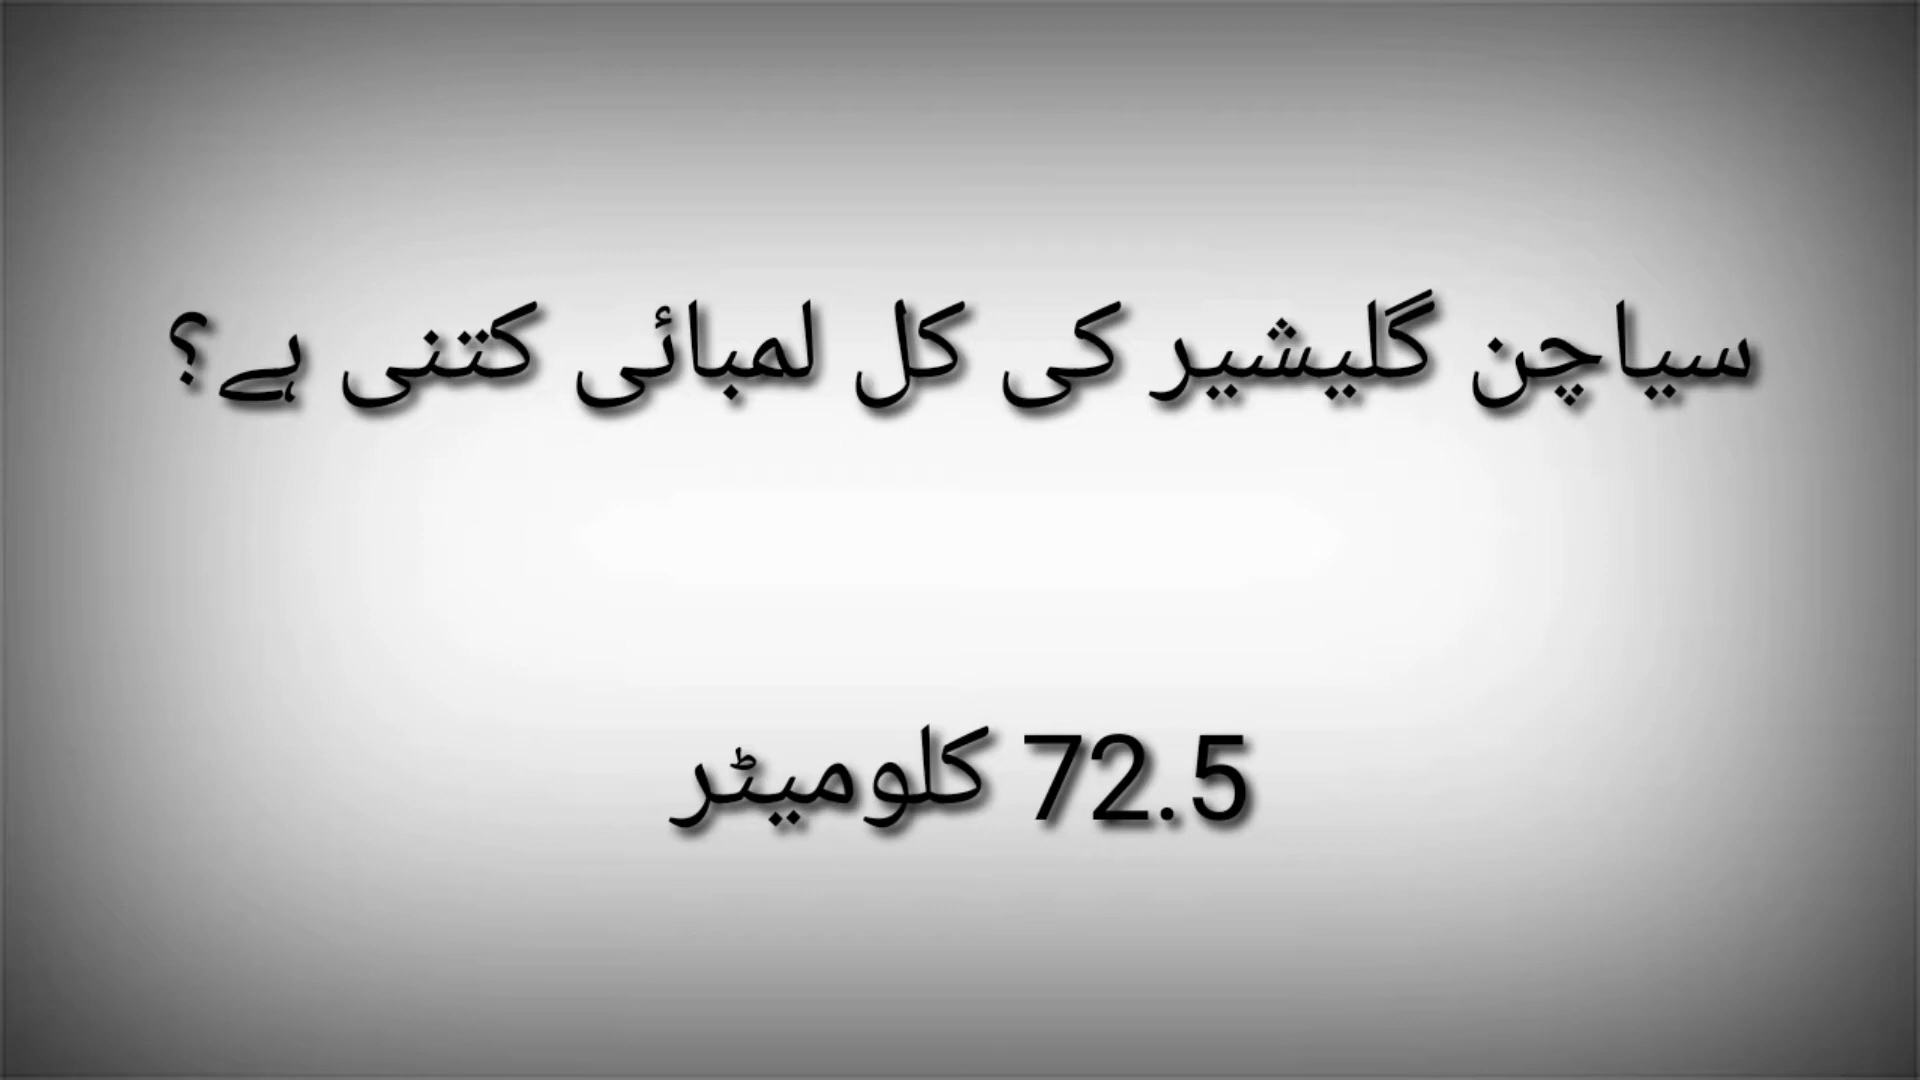 سیاچن گلیشیر کی کل لمبائی کتنی ہے؟
72.5 کلومیٹر